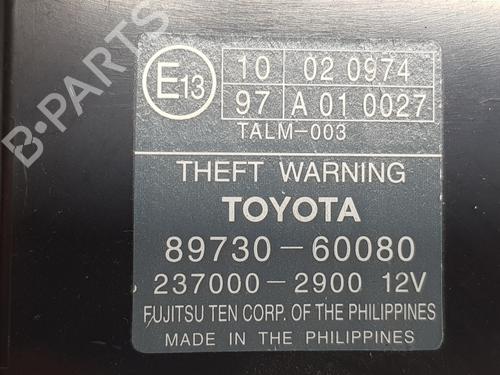 E13
10 02 0974
97 A 01 0027
TALM-003
THEFT WARNING
TOYOTA
89730-60080
237000-2900 12V
FUJITSU TEN CORP. OF THE PHILIPPINES
MADE IN THE PHILIPPINES
B-PARTS
B-PARTS